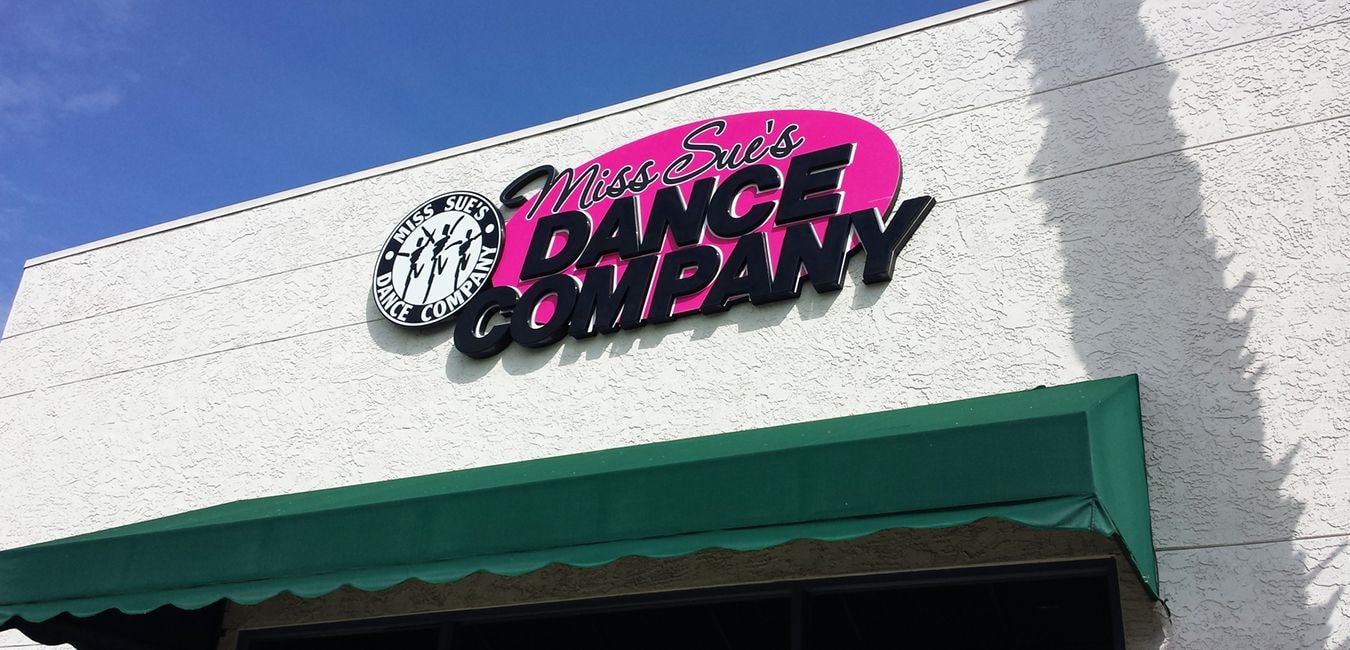 MISS SUE'S
DANCE COMPANY
Miss Sue's
DANCE
COMPANY